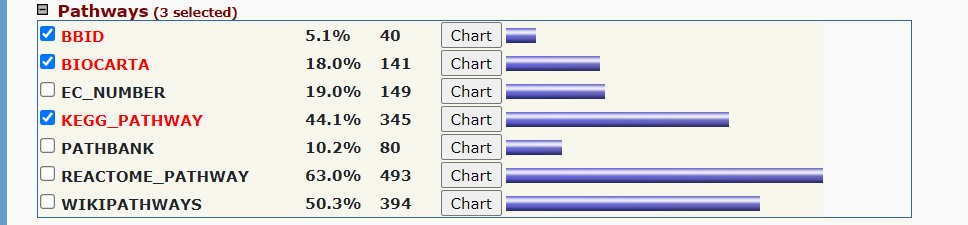 Pathways (3 selected)
BBID 5.1% 40 Chart
BIOCARTA 18.0% 141 Chart
EC_NUMBER 19.0% 149 Chart
KEGG_PATHWAY 44.1% 345 Chart
PATHBANK 10.2% 80 Chart
REACTOME_PATHWAY 63.0% 493 Chart
WIKIPATHWAYS 50.3% 394 Chart